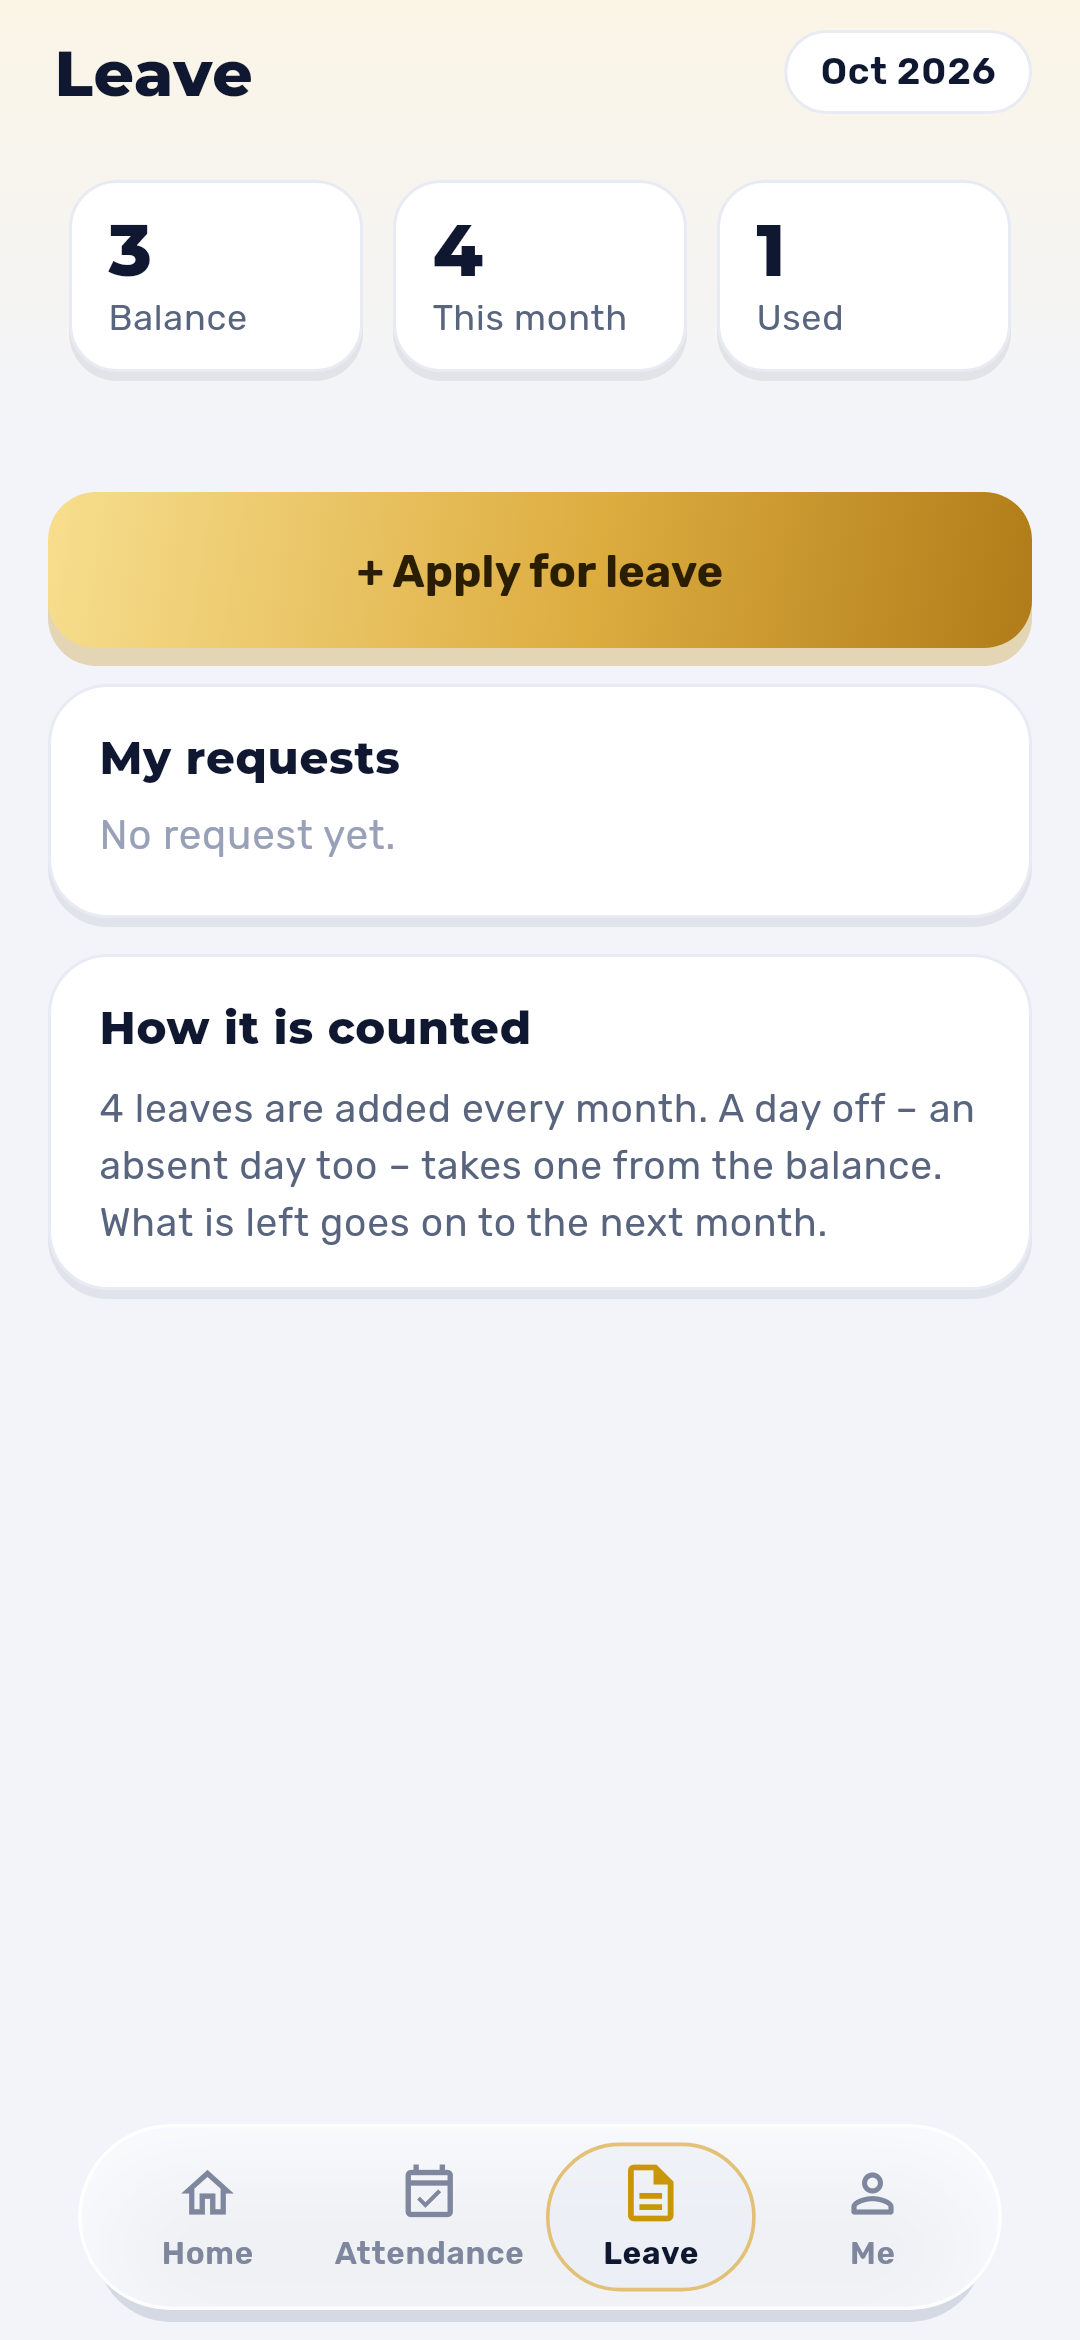 Leave
Oct 2026
3
Balance
4
This month
1
Used
+ Apply for leave
My requests
No request yet.
How it is counted
4 leaves are added every month. A day off – an
absent day too – takes one from the balance.
What is left goes on to the next month.
Home
Attendance
Leave
Me